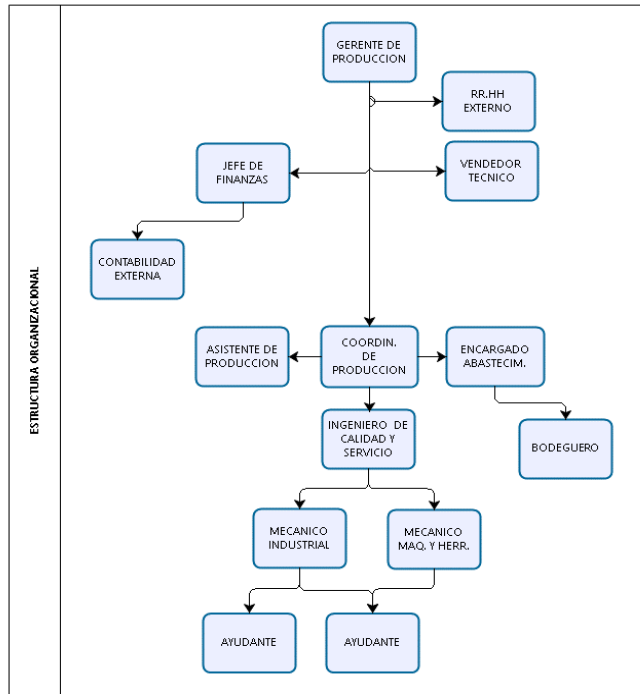 ESTRUCTURA ORGANIZACIONAL
GERENTE DE
PRODUCCION
RR.HH
EXTERNO
JEFE DE
FINANZAS
VENDEDOR
TECNICO
CONTABILIDAD
EXTERNA
ASISTENTE DE
PRODUCCION
COORDIN.
DE
PRODUCCION
ENCARGADO
ABASTECIM.
INGENIERO DE
CALIDAD Y
SERVICIO
BODEGUERO
MECANICO
INDUSTRIAL
MECANICO
MAQ. Y HERR.
AYUDANTE
AYUDANTE